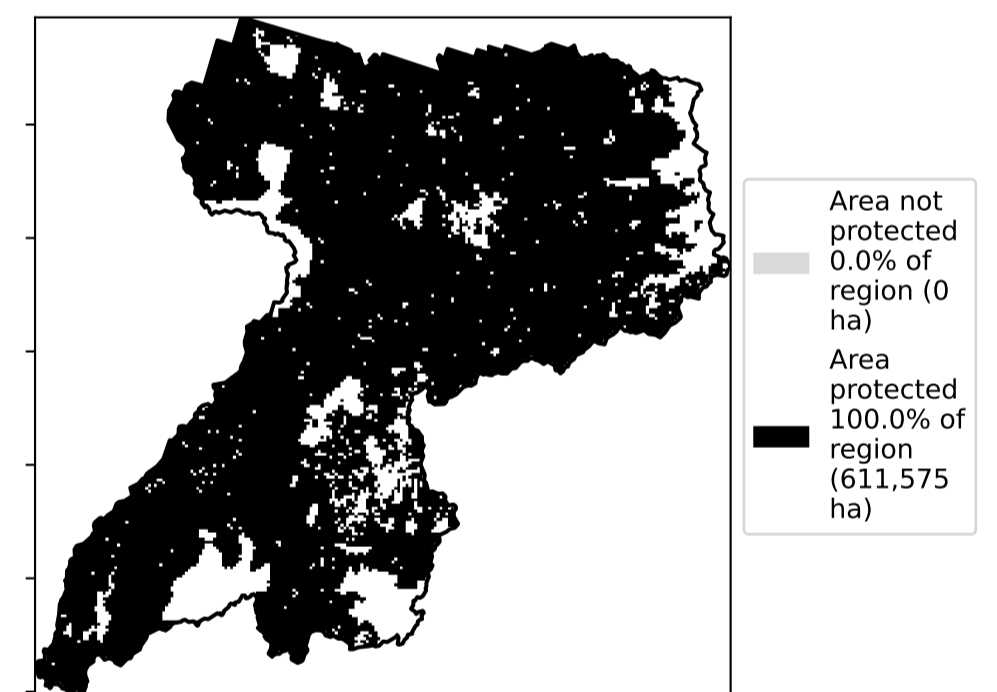 Area not
protected
0.0% of
region (0
ha)
Area
protected
100.0% of
region
(611,575
ha)